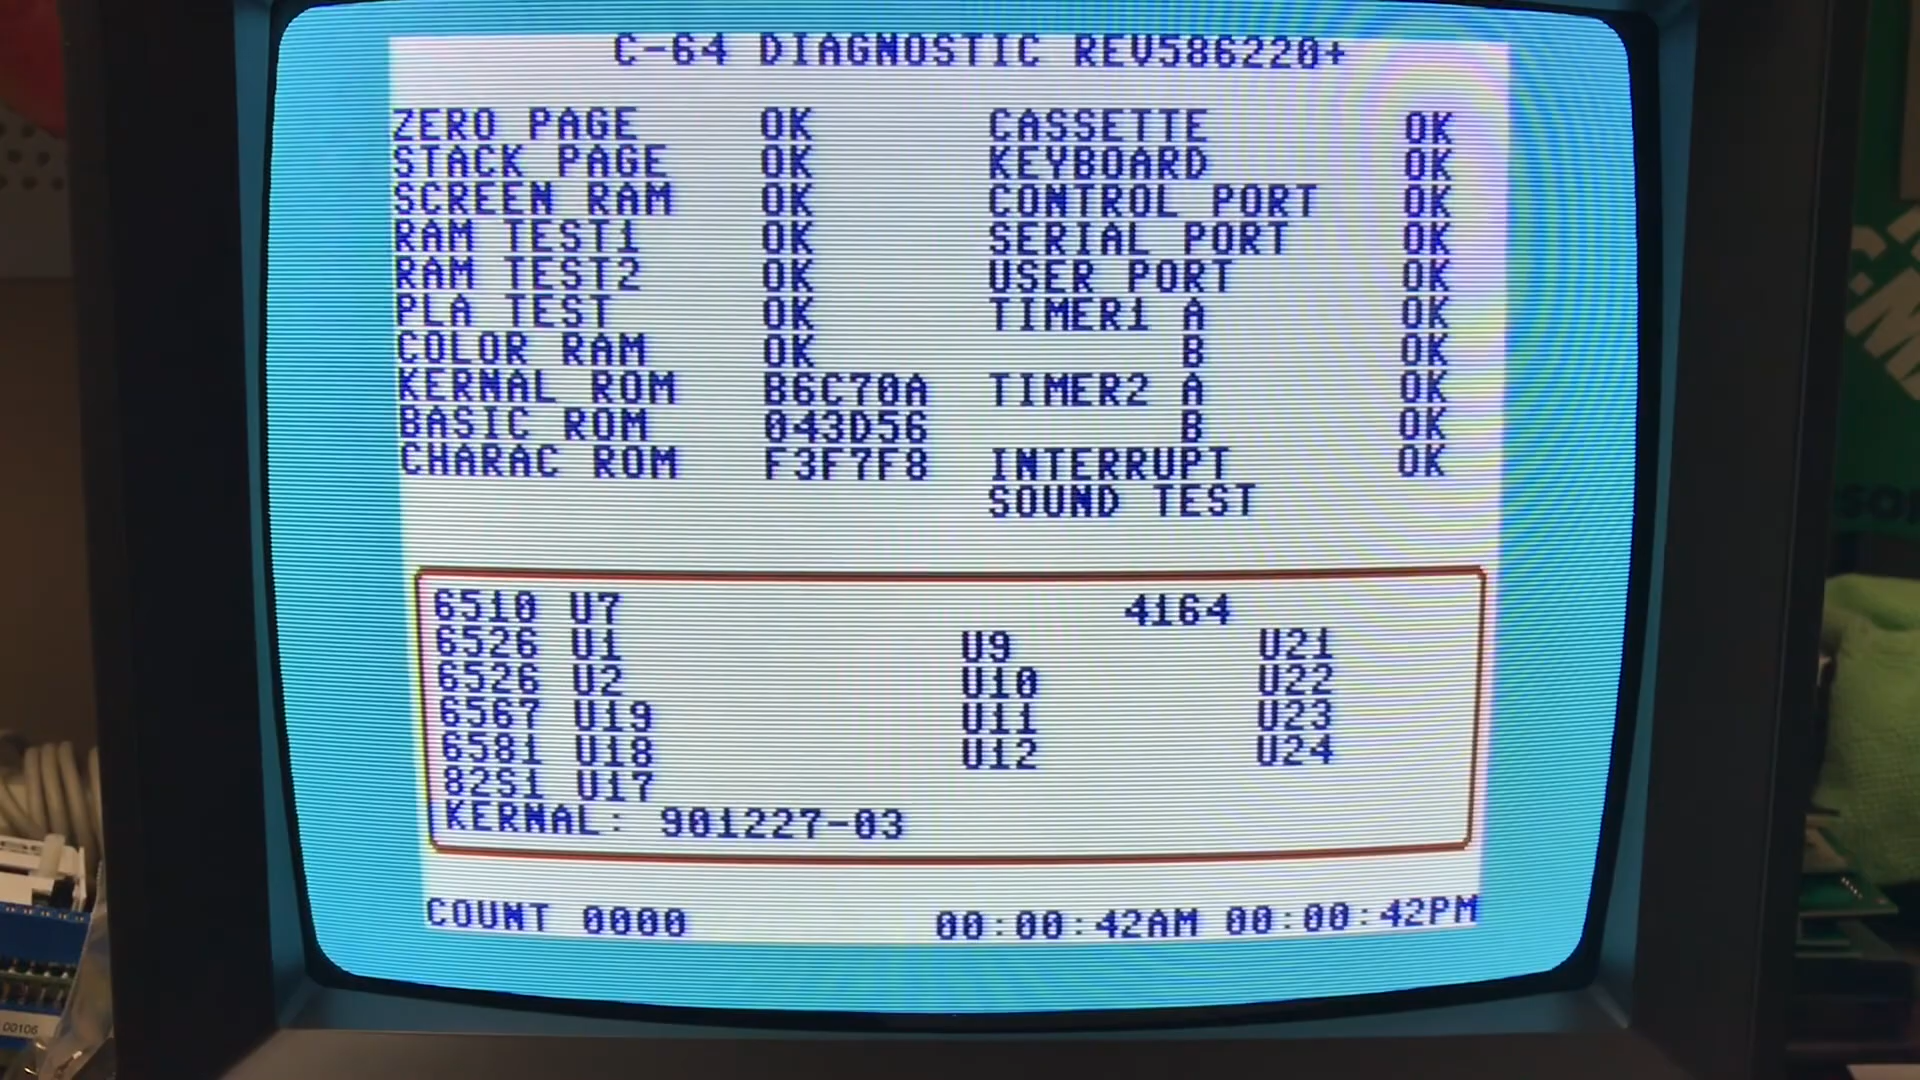 C-64 DIAGNOSTIC REV586220+
ZERO PAGE OK CASSETTE OK
STACK PAGE OK KEYBOARD OK
SCREEN RAM OK CONTROL PORT OK
RAM TEST1 OK SERIAL PORT OK
RAM TEST2 OK USER PORT OK
PLA TEST OK TIMER1 A OK
COLOR RAM OK B OK
KERNAL ROM B6C70A TIMER2 A OK
BASIC ROM 043D56 B OK
CHARAC ROM F3F7F8 INTERRUPT OK
SOUND TEST
6510 U7 4164
6526 U1 U9 U21
6526 U2 U10 U22
6567 U19 U11 U23
6581 U18 U12 U24
82S1 U17
KERNAL: 901227-03
COUNT 0000 00:00:42AM 00:00:42PM
00106